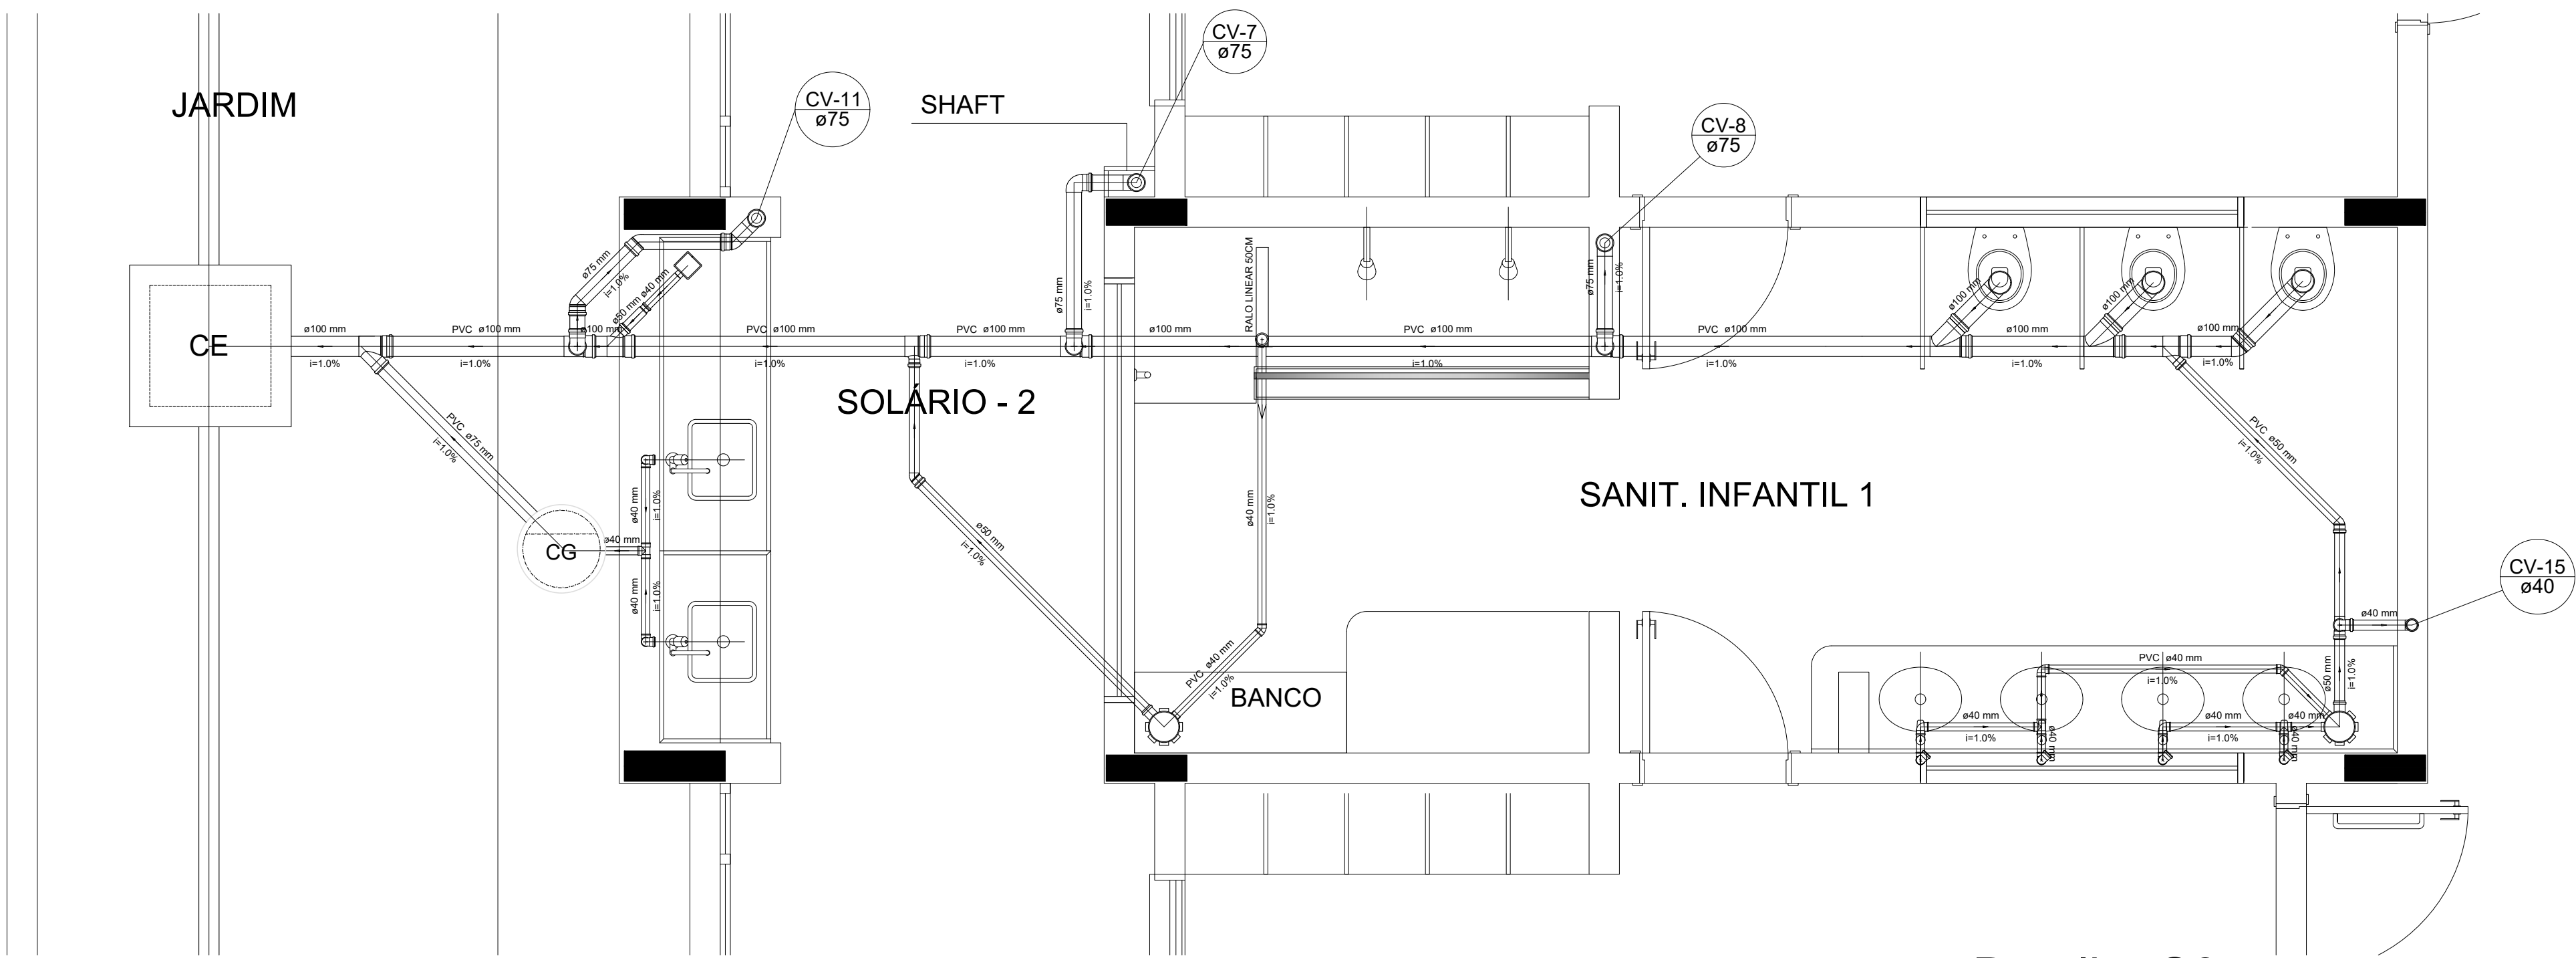 CV-7
ø75
CV-11
ø75
SHAFT
JARDIM
CV-8
ø75
RALO LINEAR 50CM
ø75 mm
i=1.0%
ø50 mm
ø40 mm
ø75 mm
i=1.0%
ø75 mm
i=1.0%
ø100 mm
ø100 mm
CE
ø100 mm
i=1.0%
PVC ø100 mm
i=1.0%
ø100 mm
PVC ø100 mm
i=1.0%
PVC ø100 mm
i=1.0%
ø100 mm
PVC ø100 mm
i=1.0%
PVC ø100 mm
i=1.0%
ø100 mm
i=1.0%
ø100 mm
i=1.0%
SOLÁRIO - 2
PVC ø75 mm
i=1.0%
PVC ø50 mm
i=1.0%
SANIT. INFANTIL 1
ø40 mm
i=1.0%
ø40 mm
i=1.0%
CG
ø40 mm
ø50 mm
i=1.0%
ø40 mm
i=1.0%
CV-15
ø40
ø40 mm
PVC ø40 mm
i=1.0%
BANCO
PVC ø40 mm
i=1.0%
ø50 mm
i=1.0%
ø40 mm
i=1.0%
ø40 mm
ø40 mm
i=1.0%
ø40 mm
ø40 mm